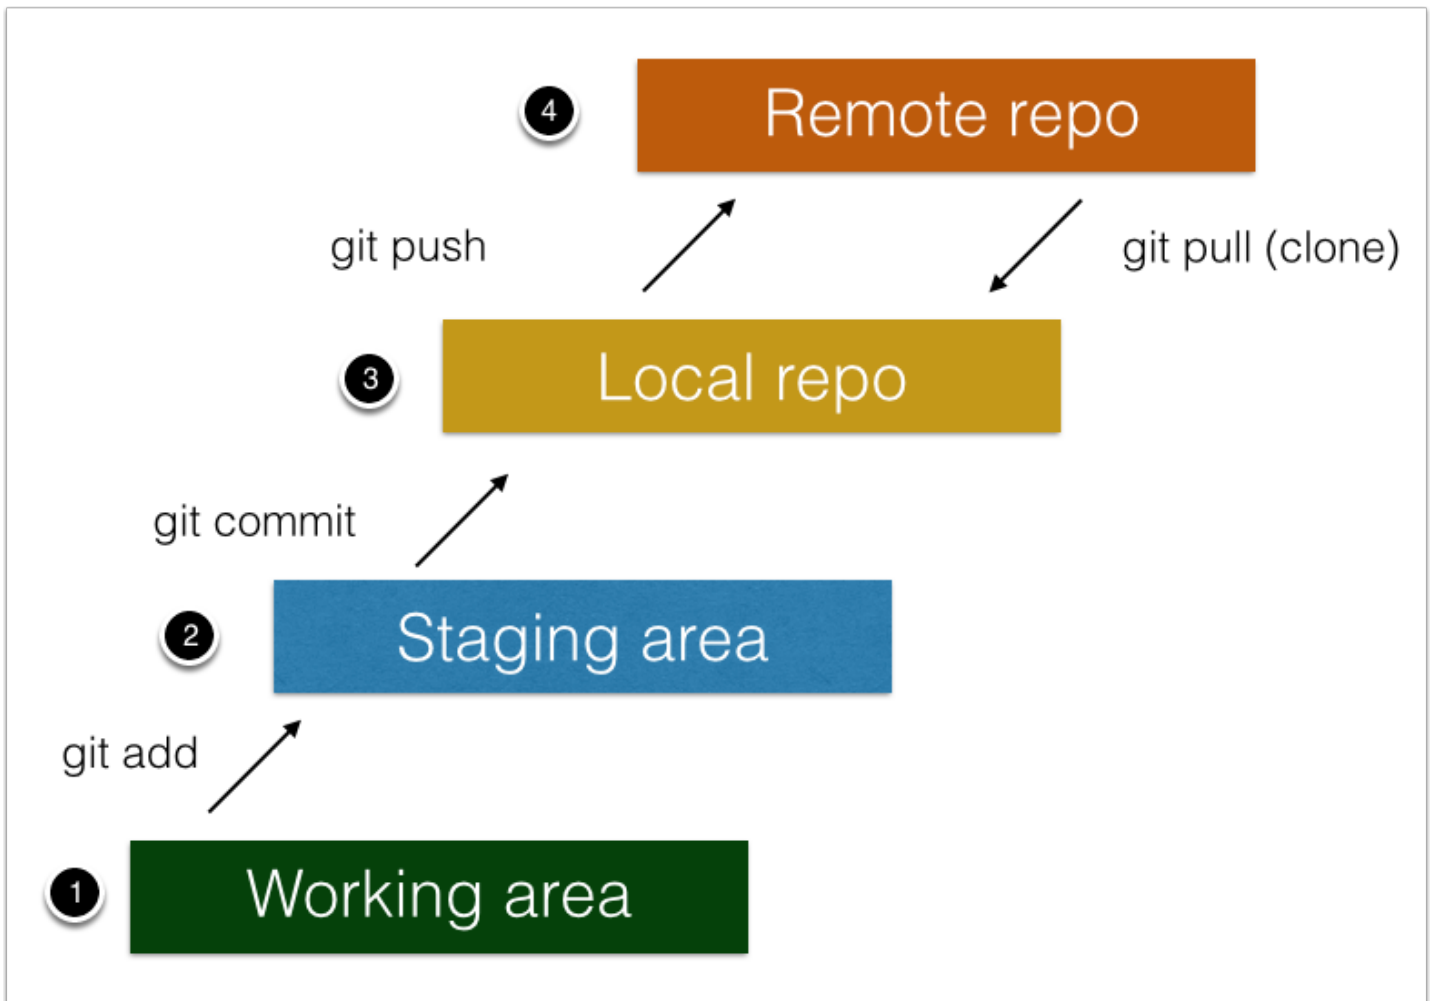 4
Remote repo
git push
git pull (clone)
3
Local repo
git commit
2
Staging area
git add
1
Working area